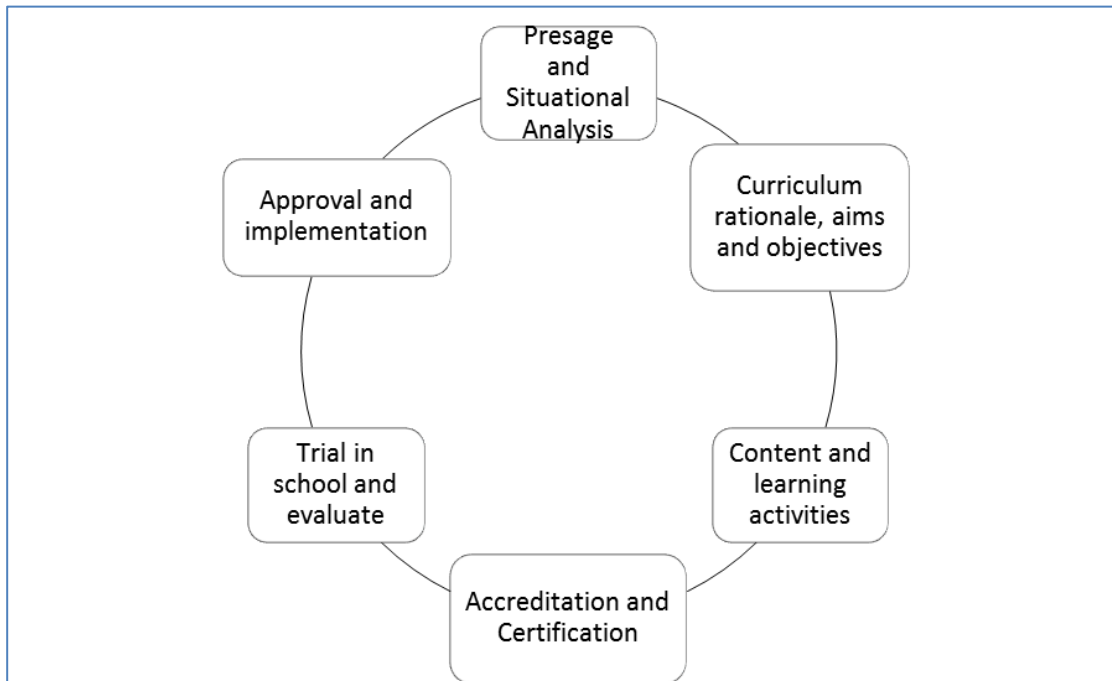 Presage
and
Situational
Analysis
Curriculum
rationale, aims
and objectives
Content and
learning
activities
Accreditation and
Certification
Trial in
school and
evaluate
Approval and
implementation